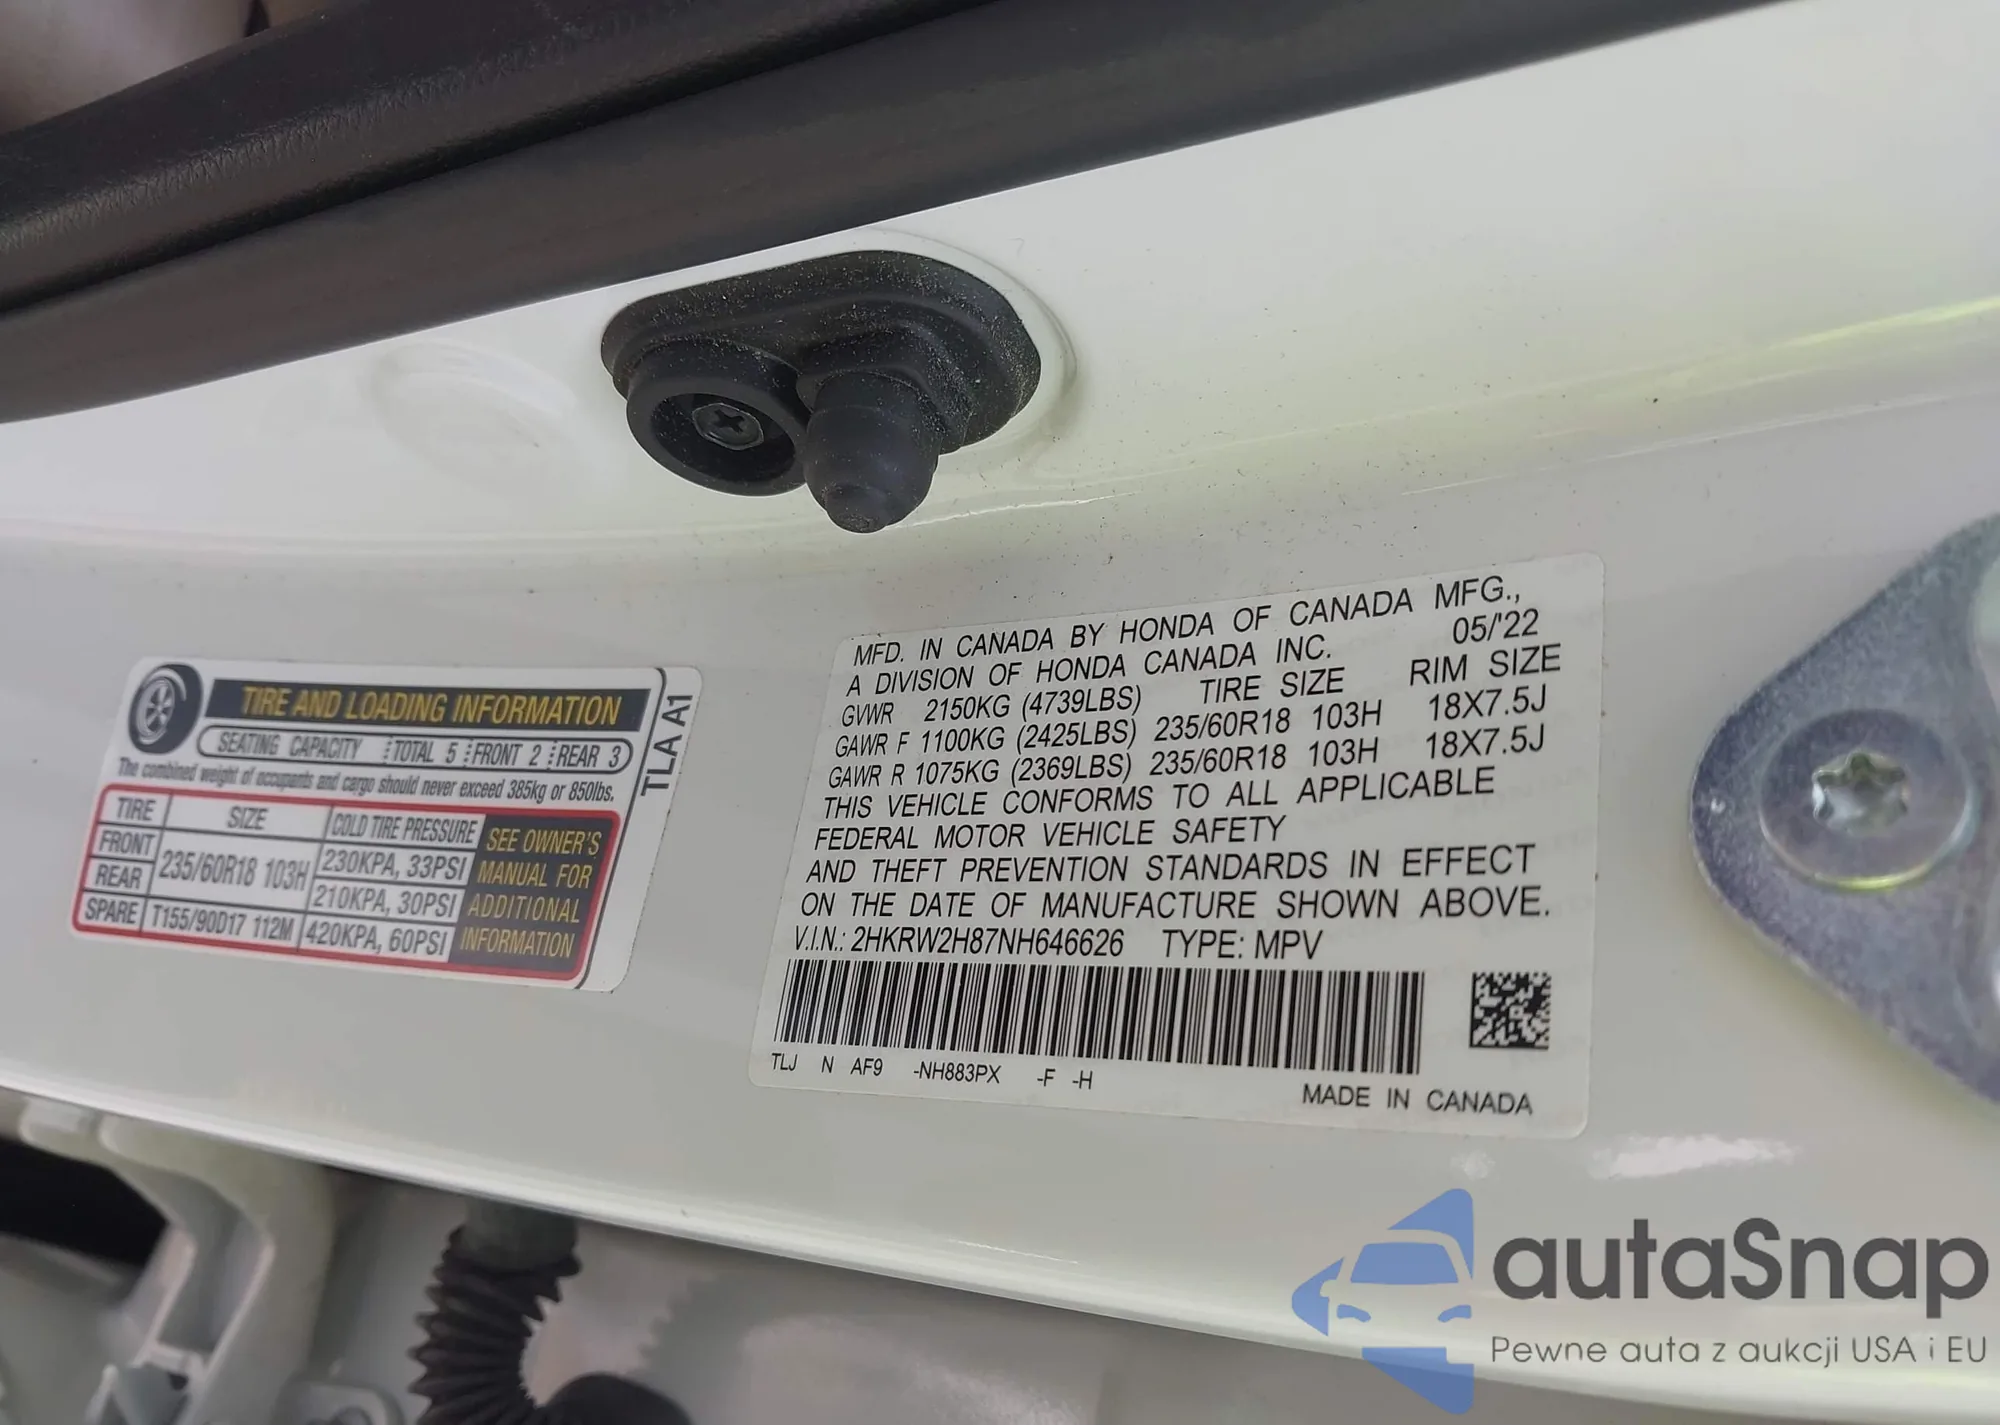 TIRE AND LOADING INFORMATION
SEATING CAPACITY TOTAL 5 FRONT 2 REAR 3
The combined weight of occupants and cargo should never exceed 385kg or 850lbs.
TIRE SIZE COLD TIRE PRESSURE
FRONT 235/60R18 103H 230KPA, 33PSI
REAR 210KPA, 30PSI
SPARE T155/90D17 112M 420KPA, 60PSI
SEE OWNER'S
MANUAL FOR
ADDITIONAL
INFORMATION
TLA A1
MFD. IN CANADA BY HONDA OF CANADA MFG.,
A DIVISION OF HONDA CANADA INC. 05/'22
GVWR 2150KG (4739LBS) TIRE SIZE RIM SIZE
GAWR F 1100KG (2425LBS) 235/60R18 103H 18X7.5J
GAWR R 1075KG (2369LBS) 235/60R18 103H 18X7.5J
THIS VEHICLE CONFORMS TO ALL APPLICABLE
FEDERAL MOTOR VEHICLE SAFETY
AND THEFT PREVENTION STANDARDS IN EFFECT
ON THE DATE OF MANUFACTURE SHOWN ABOVE.
V.I.N.: 2HKRW2H87NH646626 TYPE: MPV
TLJ N AF9 -NH883PX -F -H
MADE IN CANADA
autaSnap
Pewne auta z aukcji USA i EU